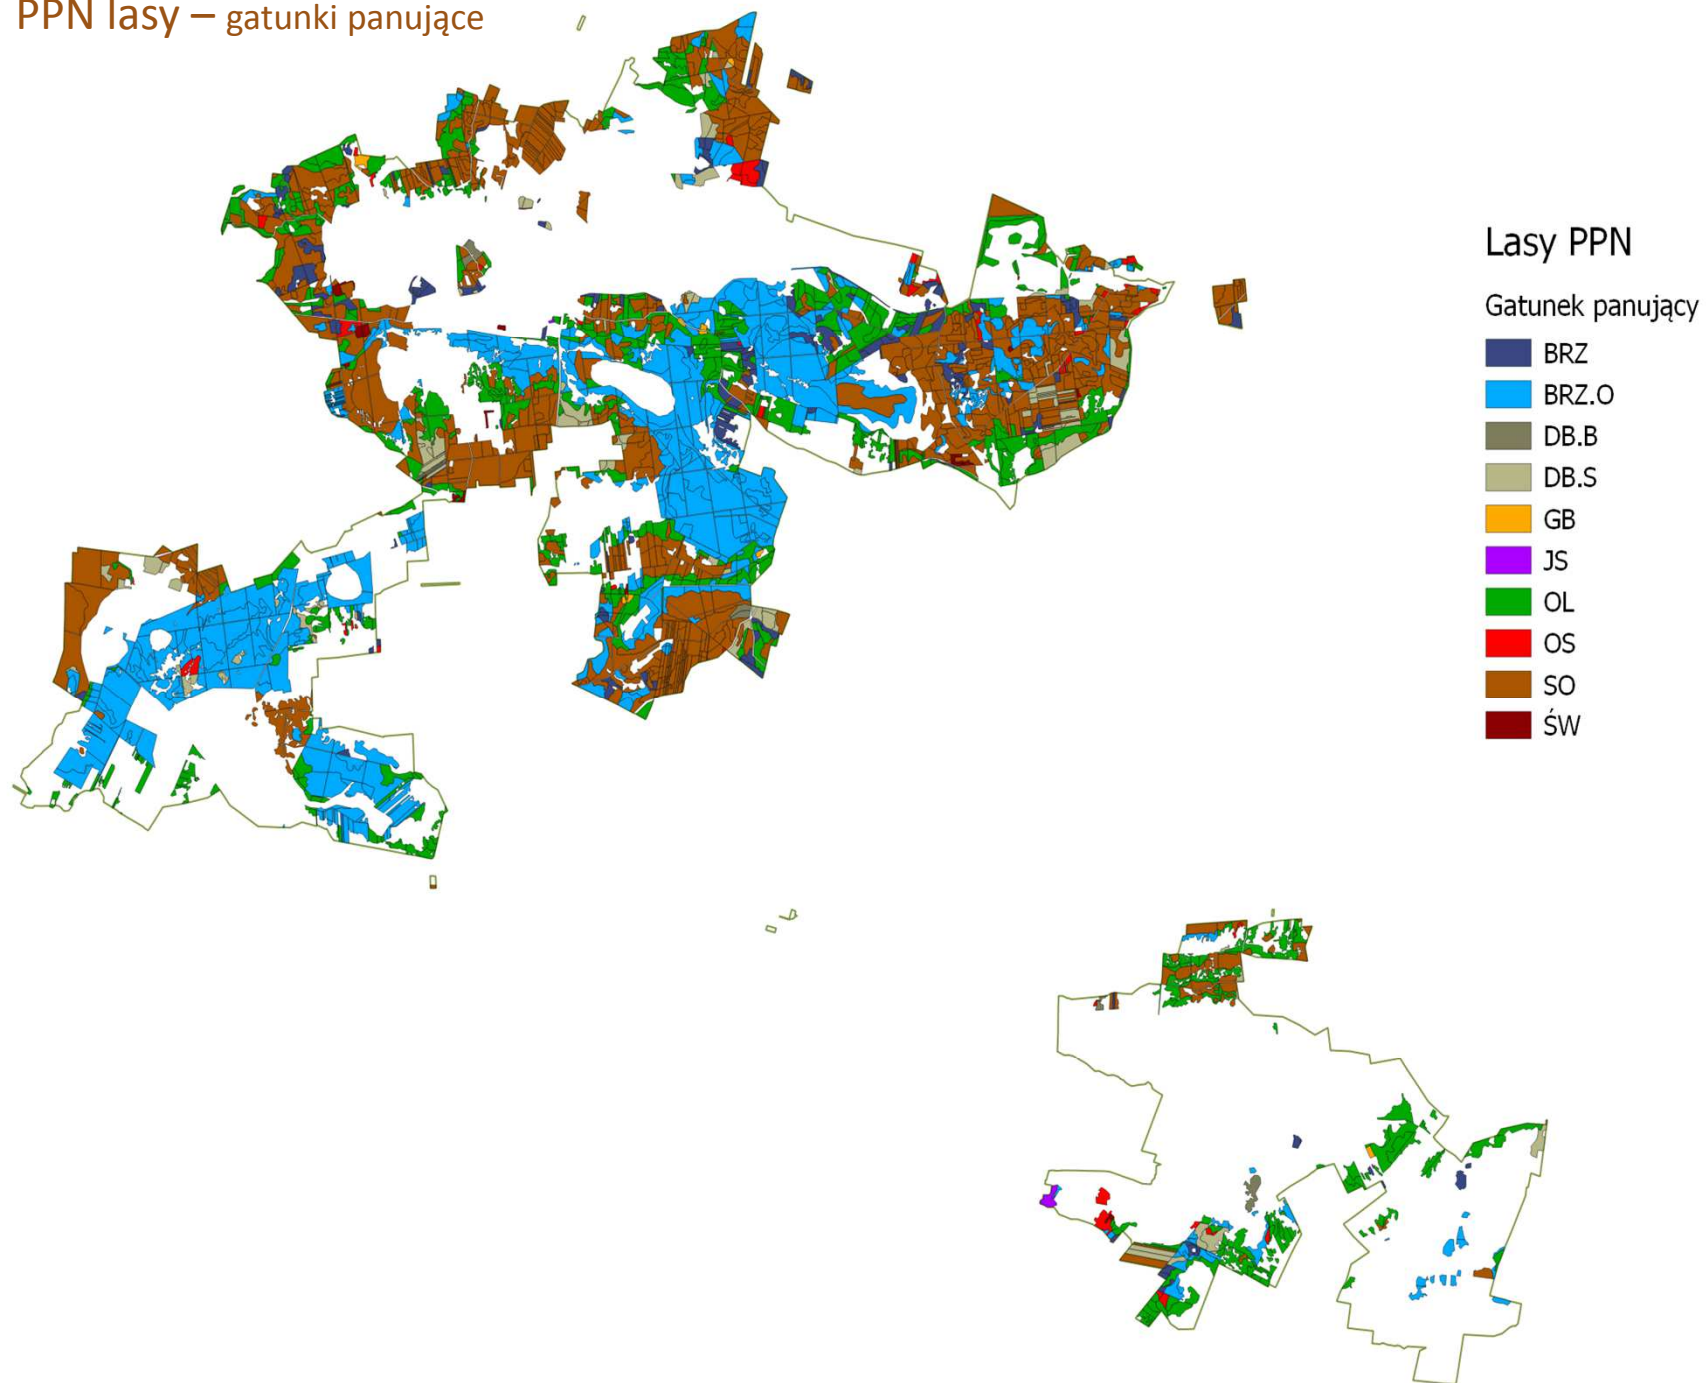 PPN lasy – gatunki panujące
Lasy PPN
Gatunek panujący
BRZ
BRZ.O
DB.B
DB.S
GB
JS
OL
OS
SO
ŚW